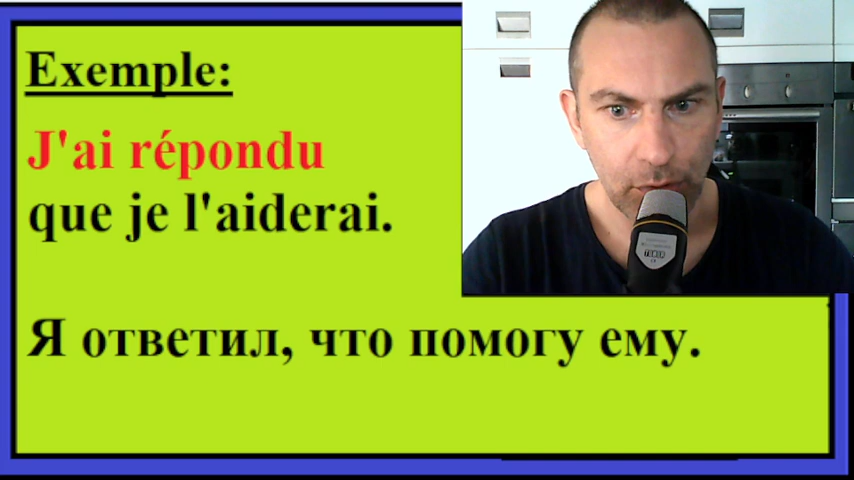 Exemple:
J'ai répondu
que je l'aiderai.
Я ответил, что помогу ему.